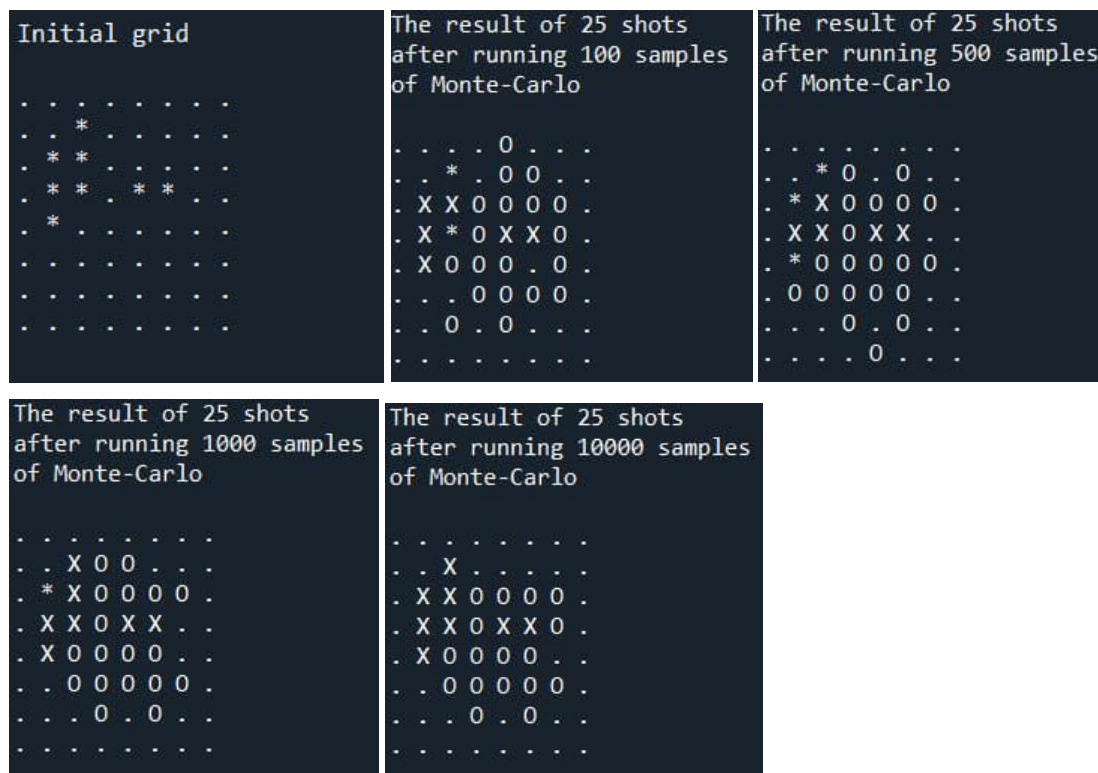 Initial grid
. . . . . . . .
. . * . . . . .
. * * . . . . .
. * * . * * . .
. * . . . . . .
. . . . . . . .
. . . . . . . .
. . . . . . . .
The result of 25 shots
after running 100 samples
of Monte-Carlo
. . . . O . . .
. . * . O O . .
. X X O O O O .
. X * O X X O .
. X O O O . O .
. . . O O O O .
. . O . O . . .
. . . . . . . .
The result of 25 shots
after running 500 samples
of Monte-Carlo
. . . . . . . .
. . * O . O . .
. * X O O O O .
. X X O X X . .
. * O O O O O .
. O O O O O . .
. . . O . O . .
. . . . O . . .
The result of 25 shots
after running 1000 samples
of Monte-Carlo
. . . . . . . .
. . X O O . . .
. * X O O O O .
. X X O X X . .
. X O O O O . .
. . O O O O O .
. . . O . O . .
. . . . . . . .
The result of 25 shots
after running 10000 samples
of Monte-Carlo
. . . . . . . .
. . X . . . . .
. X X O O O O .
. X X O X X O .
. X O O O O . .
. . O O O O O .
. . . O . O . .
. . . . . . . .